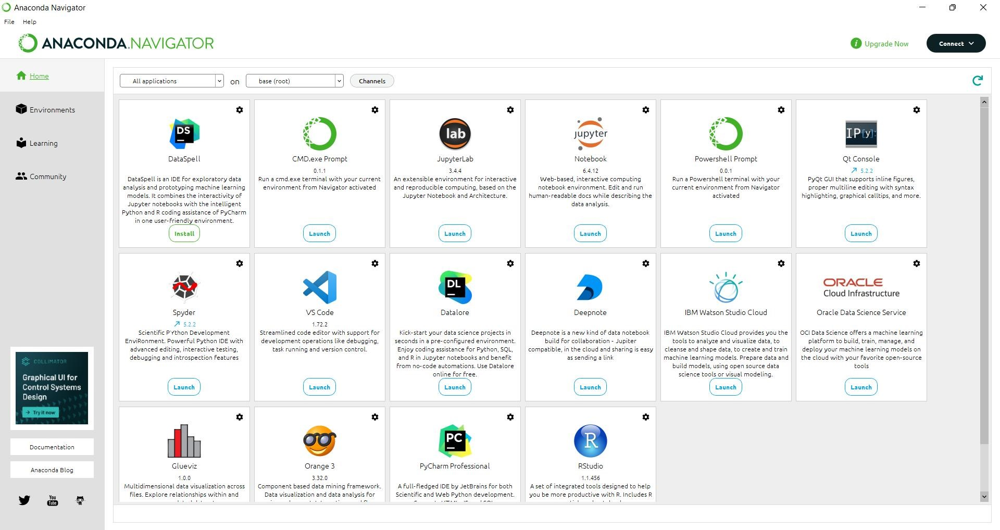 Anaconda Navigator
File Help
ANACONDA.NAVIGATOR
Upgrade Now
Connect
Home
Environments
Learning
Community
COLLIMATOR
Graphical UI for
Control Systems
Design
Try it now
Documentation
Anaconda Blog
You
Tube
All applications on base (root) Channels
DS
DataSpell
DataSpell is an IDE for exploratory data
analysis and prototyping machine learning
models. It combines the interactivity of
Jupyter notebooks with the intelligent
Python and R coding assistance of PyCharm
in one user-friendly environment.
Install
CMD.exe Prompt
0.1.1
Run a cmd.exe terminal with your current
environment from Navigator activated
Launch
lab
JupyterLab
3.4.4
An extensible environment for interactive
and reproducible computing, based on the
Jupyter Notebook and Architecture.
Launch
jupyter
Notebook
6.4.12
Web-based, interactive computing
notebook environment. Edit and run
human-readable docs while describing the
data analysis.
Launch
Powershell Prompt
0.0.1
Run a Powershell terminal with your
current environment from Navigator
activated
Launch
IP[y]:
Qt Console
5.2.2
PyQt GUI that supports inline figures,
proper multiline editing with syntax
highlighting, graphical calltips, and more.
Launch
Spyder
5.2.2
Scientific PYthon Development
EnviRonment. Powerful Python IDE with
advanced editing, interactive testing,
debugging and introspection features
Launch
VS Code
1.72.2
Streamlined code editor with support for
development operations like debugging,
task running and version control.
Launch
DL
Datalore
Kick-start your data science projects in
seconds in a pre-configured environment.
Enjoy coding assistance for Python, SQL,
and R in Jupyter notebooks and benefit
from no-code automations. Use Datalore
online for free.
Launch
Deepnote
Deepnote is a new kind of data notebook
build for collaboration - Jupiter
compatible, in the cloud and sharing is easy
as sending a link
Launch
IBM Watson Studio Cloud
IBM Watson Studio Cloud provides you the
tools to analyze and visualize data, to
cleanse and shape data, to create and train
machine learning models. Prepare data and
build models, using open source data
science tools or visual modeling.
Launch
ORACLE
Cloud Infrastructure
Oracle Data Science Service
OCI Data Science offers a machine learning
platform to build, train, manage, and
deploy your machine learning models on
the cloud with your favorite open-source
tools
Launch
Glueviz
1.0.0
Multidimensional data visualization across
files. Explore relationships within and
Orange 3
3.32.0
Component based data mining framework.
Data visualization and data analysis for
PC
PyCharm Professional
A full-fledged IDE by JetBrains for both
Scientific and Web Python development.
R
RStudio
1.1.456
A set of integrated tools designed to help
you be more productive with R. Includes R